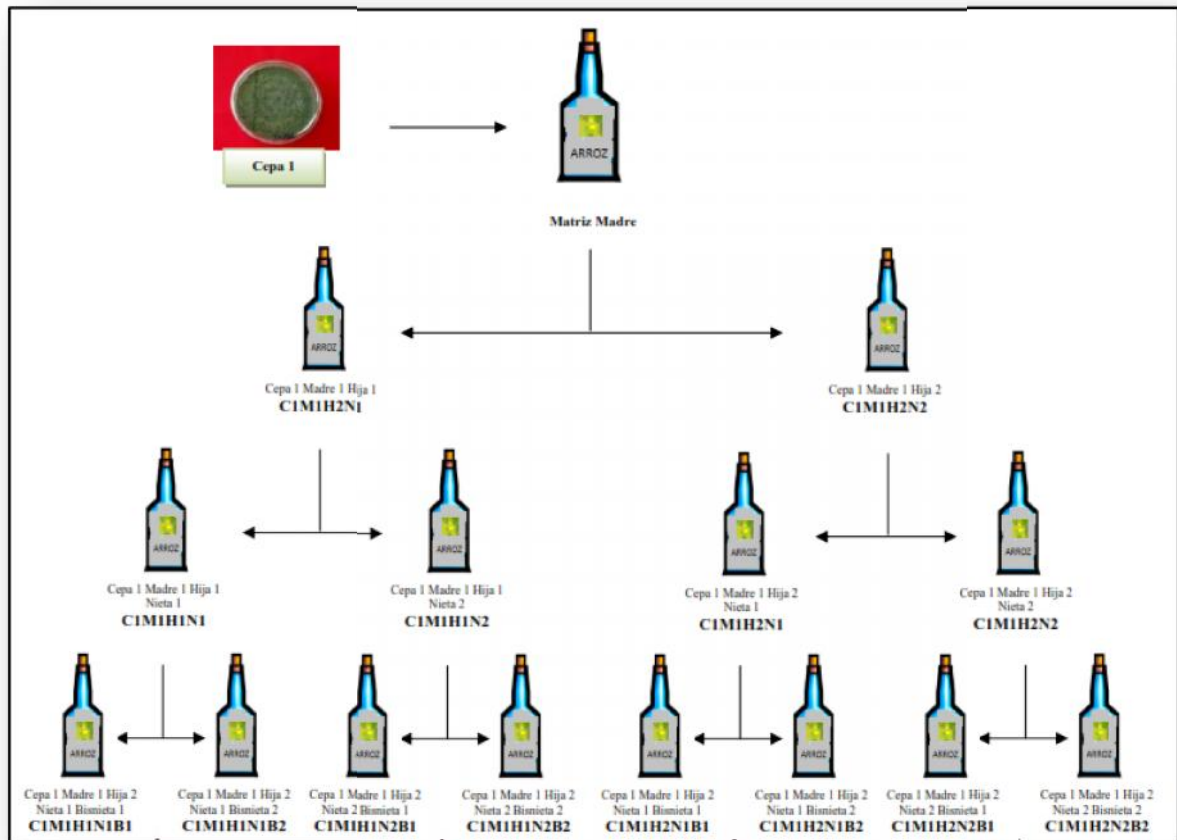 Cepa 1
ARROZ
Matriz Madre
ARROZ
ARROZ
Cepa 1 Madre 1 Hija 1
C1M1H2N1
Cepa 1 Madre 1 Hija 2
C1M1H2N2
ARROZ
ARROZ
ARROZ
ARROZ
Cepa 1 Madre 1 Hija 1
Nieta 1
C1M1H1N1
Cepa 1 Madre 1 Hija 1
Nieta 2
C1M1H1N2
Cepa 1 Madre 1 Hija 2
Nieta 1
C1M1H2N1
Cepa 1 Madre 1 Hija 2
Nieta 2
C1M1H2N2
ARROZ
ARROZ
ARROZ
ARROZ
ARROZ
ARROZ
ARROZ
ARROZ
Cepa 1 Madre 1 Hija 2
Nieta 1 Bisnieta 1
C1M1H1N1B1
Cepa 1 Madre 1 Hija 2
Nieta 1 Bisnieta 2
C1M1H1N1B2
Cepa 1 Madre 1 Hija 2
Nieta 2 Bisnieta 1
C1M1H1N2B1
Cepa 1 Madre 1 Hija 2
Nieta 2 Bisnieta 2
C1M1H1N2B2
Cepa 1 Madre 1 Hija 2
Nieta 1 Bisnieta 1
C1M1H2N1B1
Cepa 1 Madre 1 Hija 2
Nieta 1 Bisnieta 2
C1M1H2N1B2
Cepa 1 Madre 1 Hija 2
Nieta 2 Bisnieta 1
C1M1H2N2B1
Cepa 1 Madre 1 Hija 2
Nieta 2 Bisnieta 2
C1M1H2N2B2